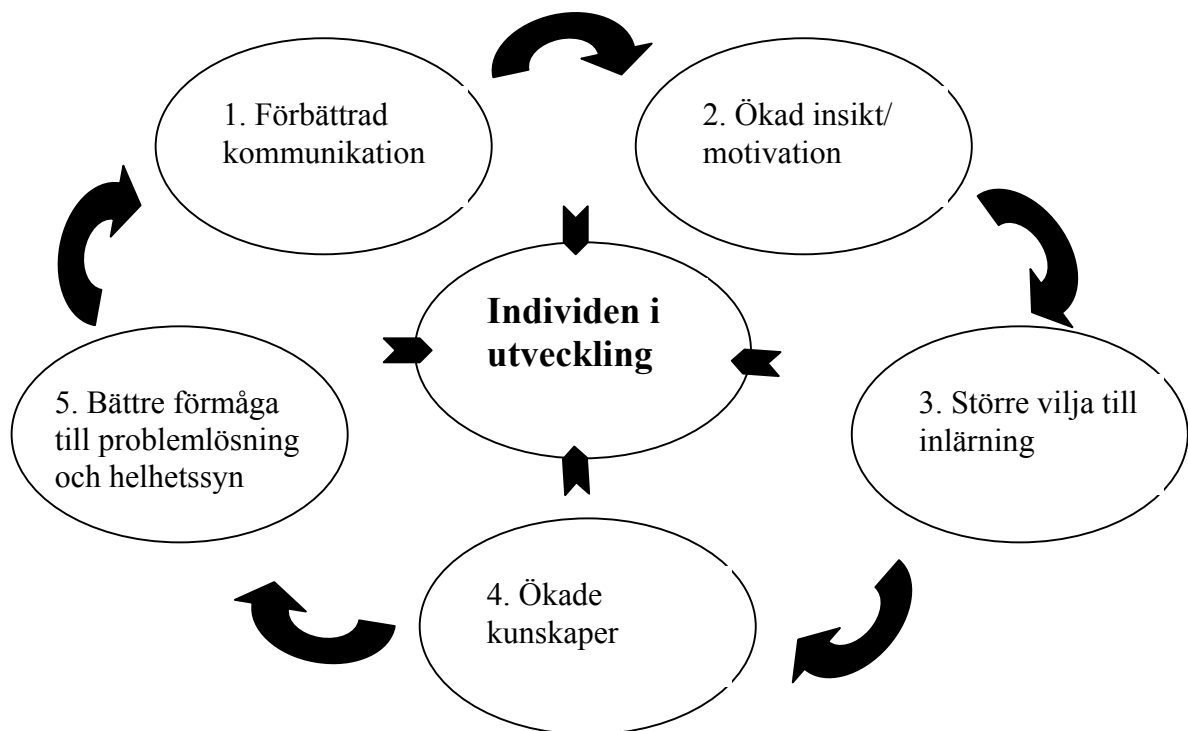 1. Förbättrad
kommunikation
2. Ökad insikt/
motivation
Individen i
utveckling
3. Större vilja till
inlärning
4. Ökade
kunskaper
5. Bättre förmåga
till problemlösning
och helhetssyn